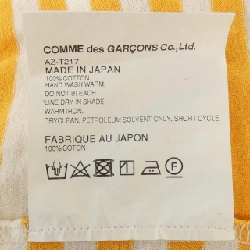 COMME des GARÇONS Co., Ltd.
AZ-T217
MADE IN JAPAN
100% COTTON
HAND WASH WARM.
DO NOT BLEACH.
LINE DRY IN SHADE.
WARM IRON.
DRYCLEAN, PETROLEUM SOLVENT ONLY, SHORT CYCLE
FABRIQUE AU JAPON
100% COTON